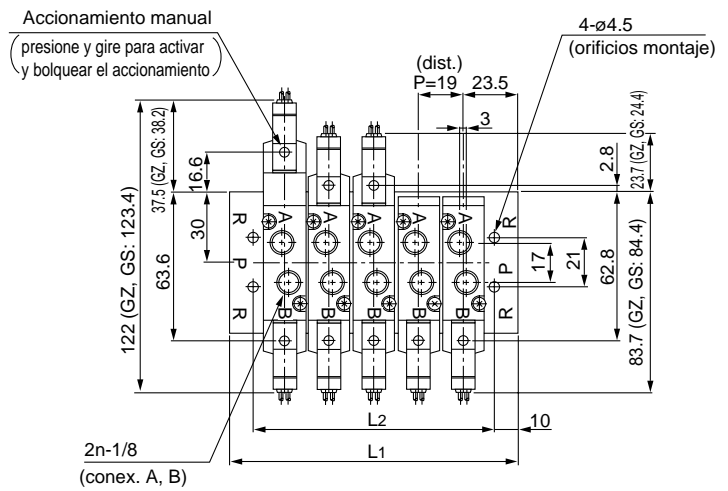 Accionamiento manual
(presione y gire para activar
y bolquear el accionamiento)
4-ø4.5
(orificios montaje)
(dist.)
P=19
23.5
3
37.5 (GZ, GS: 38.2)
16.6
2.8
23.7 (GZ, GS: 24.4)
122 (GZ, GS: 123.4)
63.6
30
R
P
R
A
A
A
A
A
B
B
B
B
B
R
P
R
17
21
62.8
83.7 (GZ, GS: 84.4)
L2
10
L1
2n-1/8
(conex. A, B)